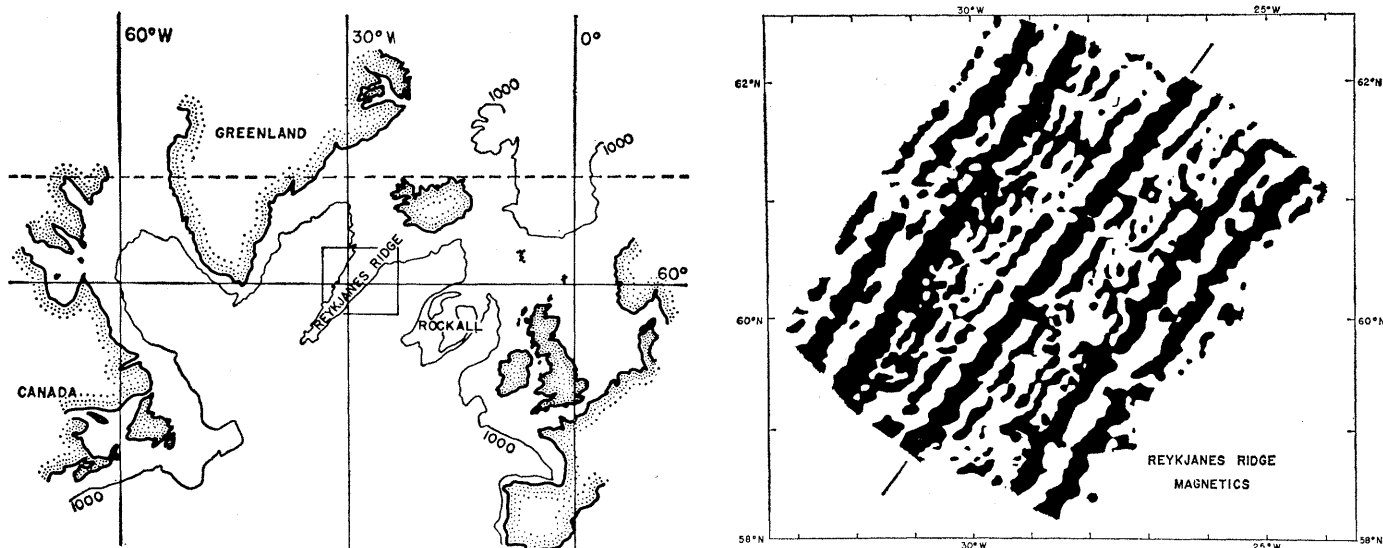 60°W
30°W
0°
1000
1000
GREENLAND
60°
REYKJANES RIDGE
ROCKALL
CANADA
1000
1000
30°W
25°W
62°N
62°N
60°N
60°N
REYKJANES RIDGE
MAGNETICS
58°N
30°W
25°W
58°N